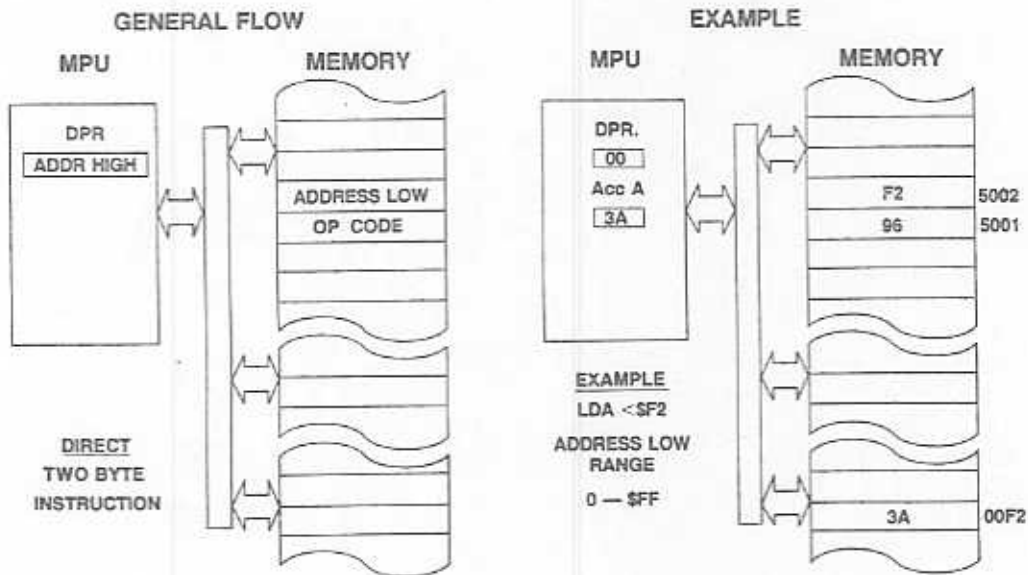 GENERAL FLOW
MPU
MEMORY
DPR
ADDR HIGH
ADDRESS LOW
OP CODE
DIRECT
TWO BYTE
INSTRUCTION
EXAMPLE
MPU
MEMORY
DPR.
00
Acc A
3A
F2
5002
96
5001
EXAMPLE
LDA <$F2
ADDRESS LOW
RANGE
0 — $FF
3A
00F2